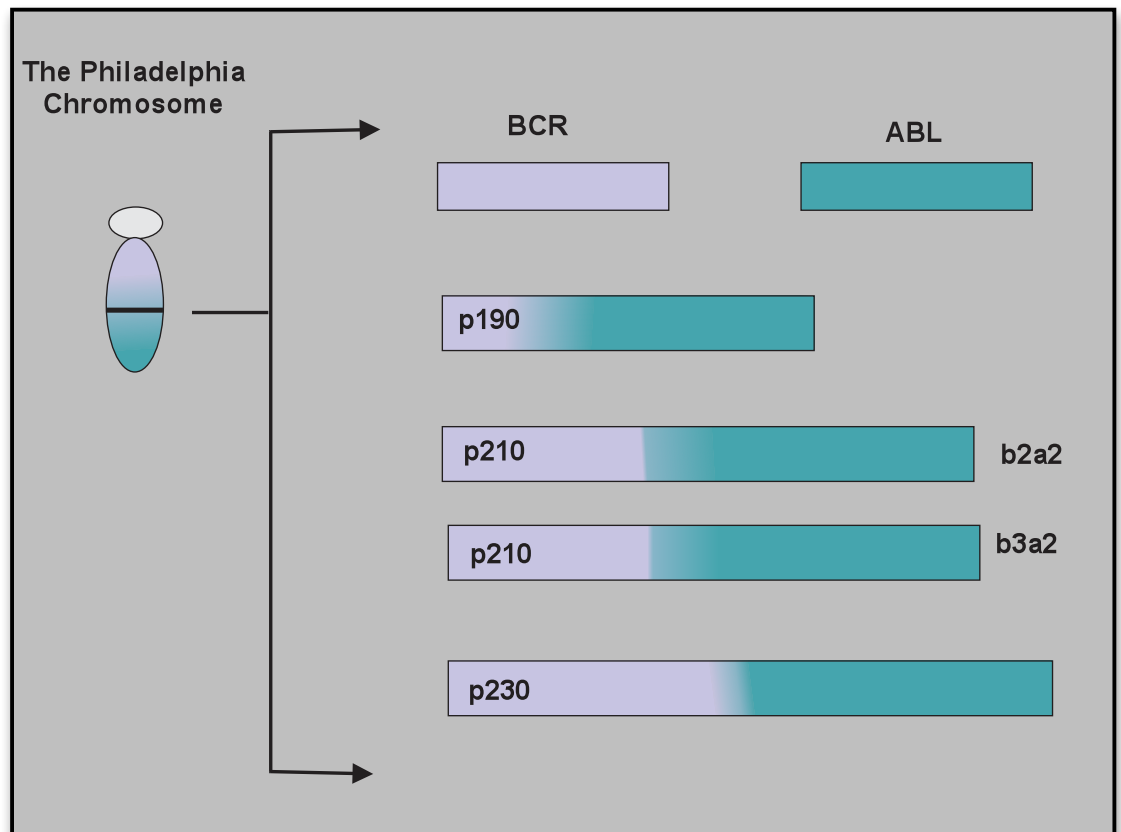 The Philadelphia
Chromosome
BCR
ABL
p190
p210
b2a2
p210
b3a2
p230